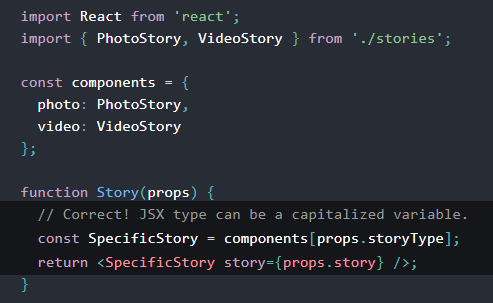 import React from 'react';
import { PhotoStory, VideoStory } from './stories';

const components = {
  photo: PhotoStory,
  video: VideoStory
};

function Story(props) {
  // Correct! JSX type can be a capitalized variable.
  const SpecificStory = components[props.storyType];
  return <SpecificStory story={props.story} />;
}